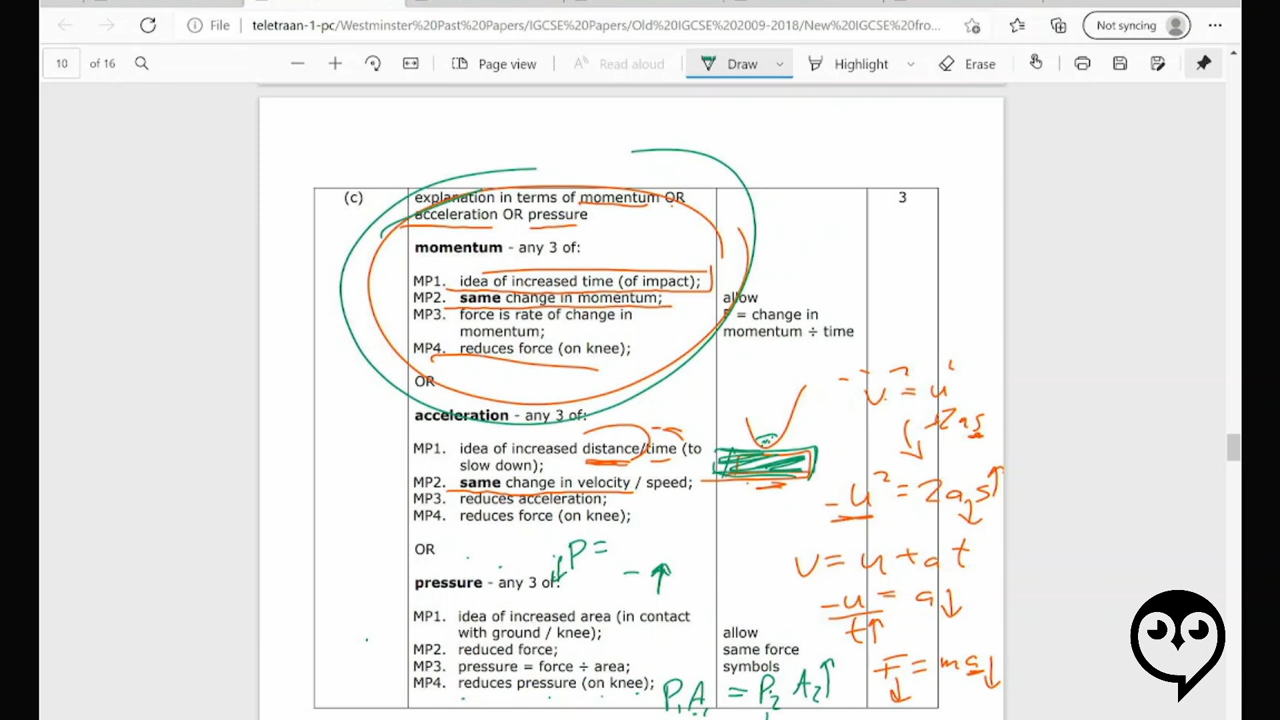 File
teletraan-1-pc/Westminster%20Past%20Papers/IGCSE%20Papers/Old%20IGCSE%202009-2018/New%20IGCSE%20fro...
Not syncing
10 of 16
Page view
Read aloud
Draw
Highlight
Erase
(c)
explanation in terms of momentum OR
acceleration OR pressure
3
momentum - any 3 of:
MP1. idea of increased time (of impact);
MP2. same change in momentum;
MP3. force is rate of change in
momentum;
MP4. reduces force (on knee);
allow
F = change in
momentum ÷ time
OR
acceleration - any 3 of:
MP1. idea of increased distance/time (to
slow down);
MP2. same change in velocity / speed;
MP3. reduces acceleration;
MP4. reduces force (on knee);
OR
pressure - any 3 of:
MP1. idea of increased area (in contact
with ground / knee);
MP2. reduced force;
MP3. pressure = force ÷ area;
MP4. reduces pressure (on knee);
allow
same force
symbols
v² = u²
2as
-u² = 2as↑
↓
v = u + at
-u = a↓
t↑
F = ma↓
↓
↓P =
↑
P₁A₁ = P₂A₂↑